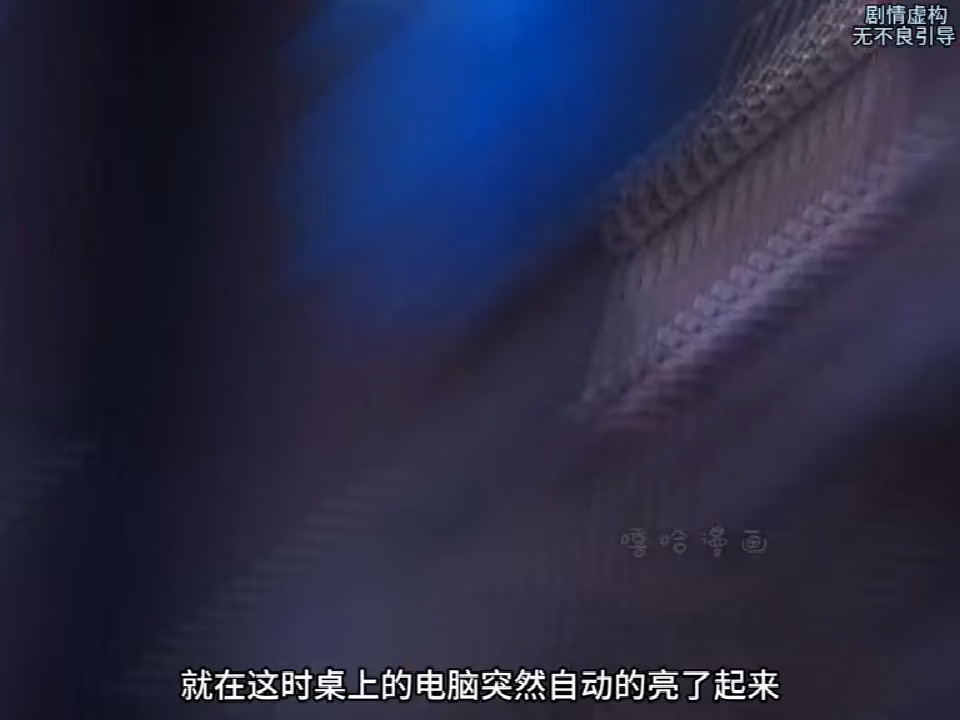 剧情虚构
无不良引导
嘻哈漫画
就在这时桌上的电脑突然自动的亮了起来